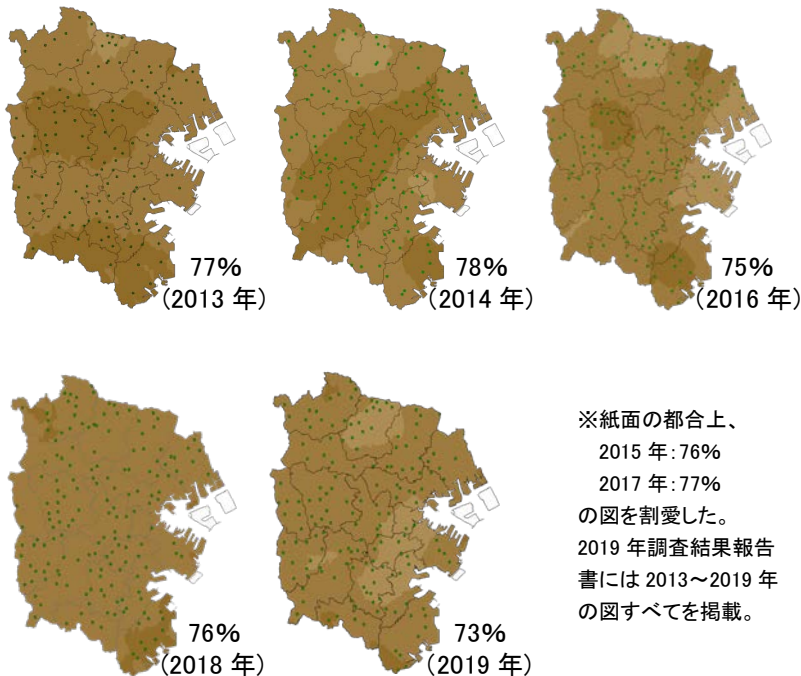 77%
(2013 年)
78%
(2014 年)
75%
(2016 年)
76%
(2018 年)
73%
(2019 年)
※紙面の都合上、
2015 年:76%
2017 年:77%
の図を割愛した。
2019 年調査結果報告
書には 2013~2019 年
の図すべてを掲載。